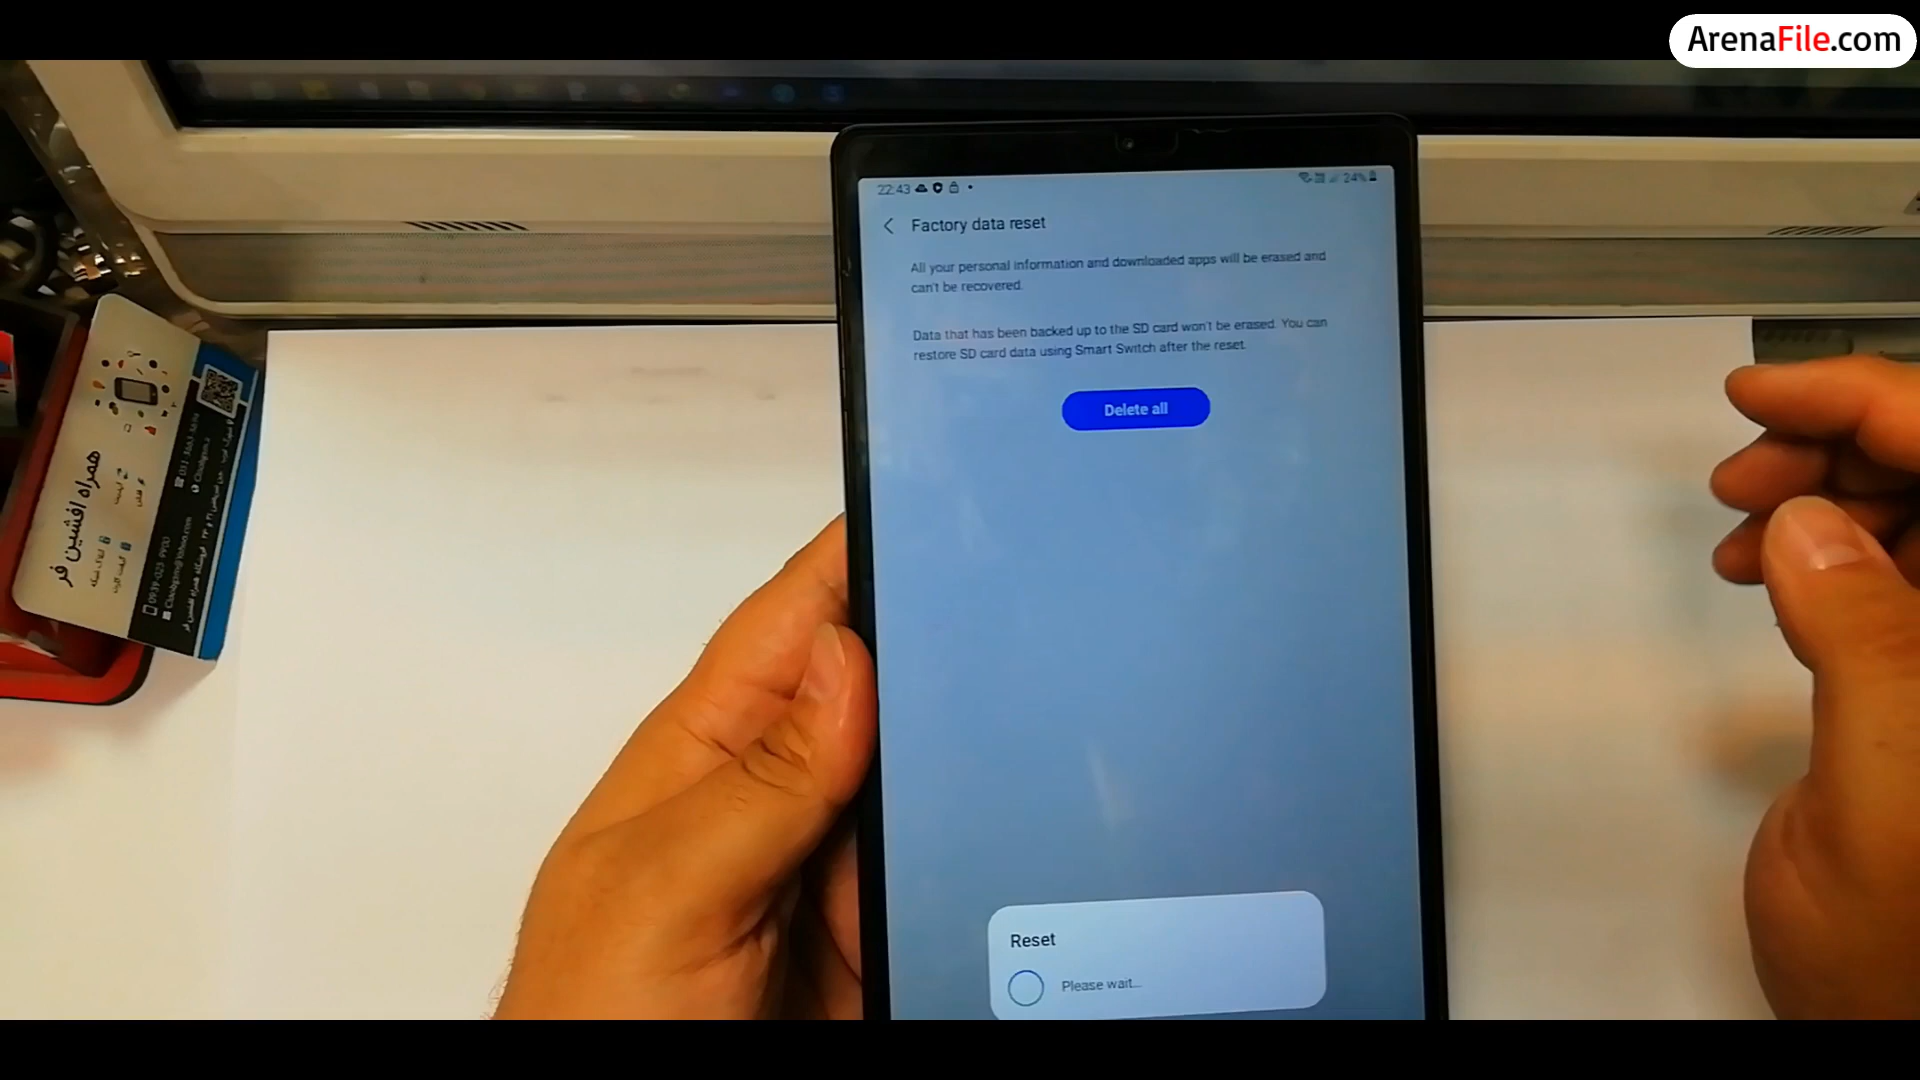 ArenaFile.com
22:43
24%
Factory data reset
All your personal information and downloaded apps will be erased and
can't be recovered.
Data that has been backed up to the SD card won't be erased. You can
restore SD card data using Smart Switch after the reset.
Delete all
Reset
Please wait...
همراه افشین فر